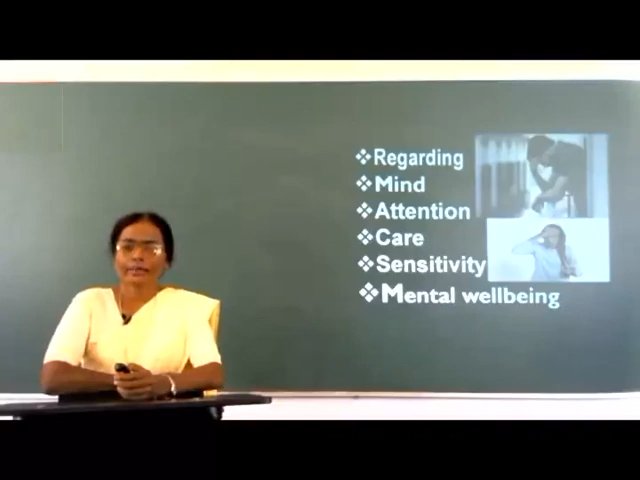 ❖Regarding
❖Mind
❖Attention
❖Care
❖Sensitivity
❖Mental wellbeing